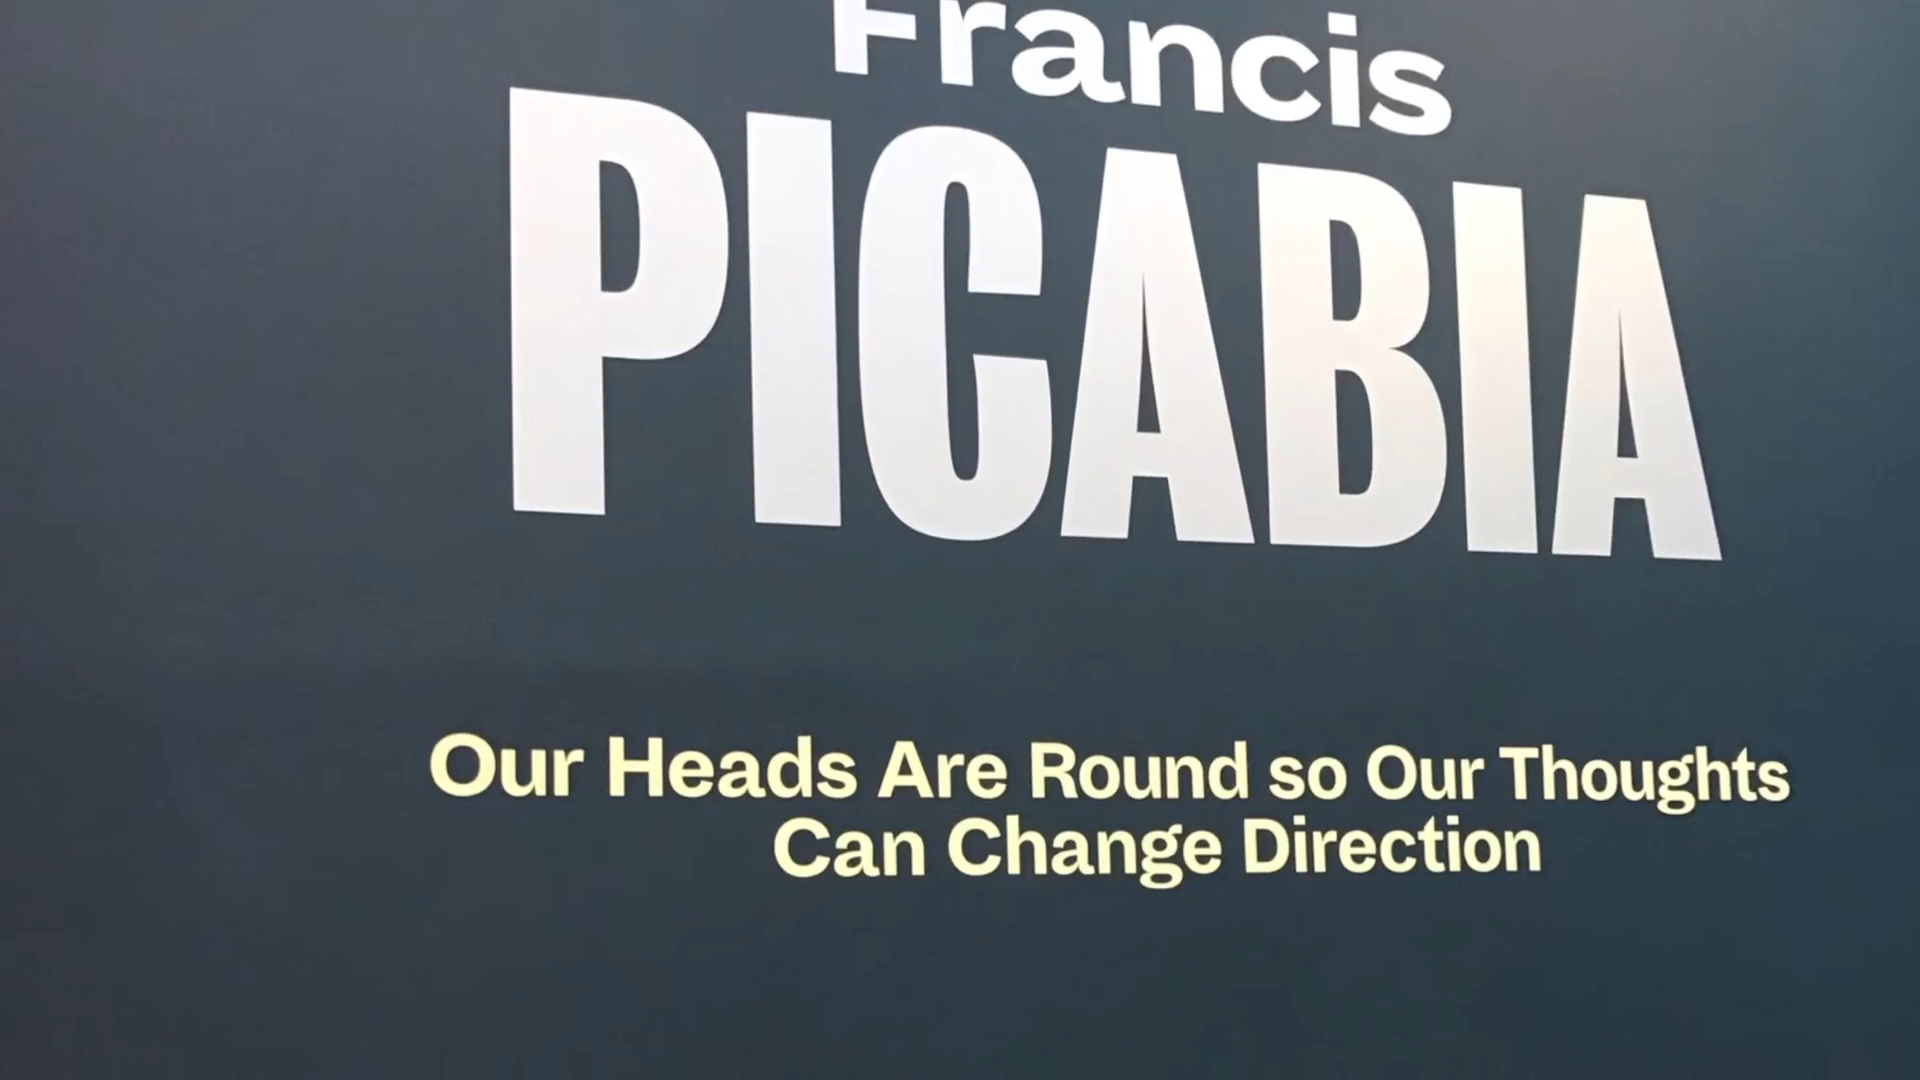 Francis
PICABIA
Our Heads Are Round so Our Thoughts
Can Change Direction